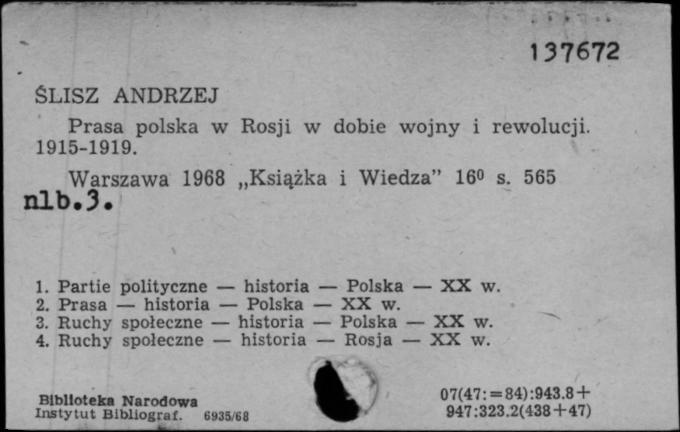 137672
ŚLISZ ANDRZEJ
Prasa polska w Rosji w dobie wojny i rewolucji.
1915-1919.
Warszawa 1968 „Książka i Wiedza” 16⁰ s. 565
nlb.3.
1. Partie polityczne — historia — Polska — XX w.
2. Prasa — historia — Polska — XX w.
3. Ruchy społeczne — historia — Polska — XX w.
4. Ruchy społeczne — historia — Rosja — XX w.
Biblioteka Narodowa
Instytut Bibliograf. 6935/68
07(47:=84):943.8+
947:323.2(438+47)